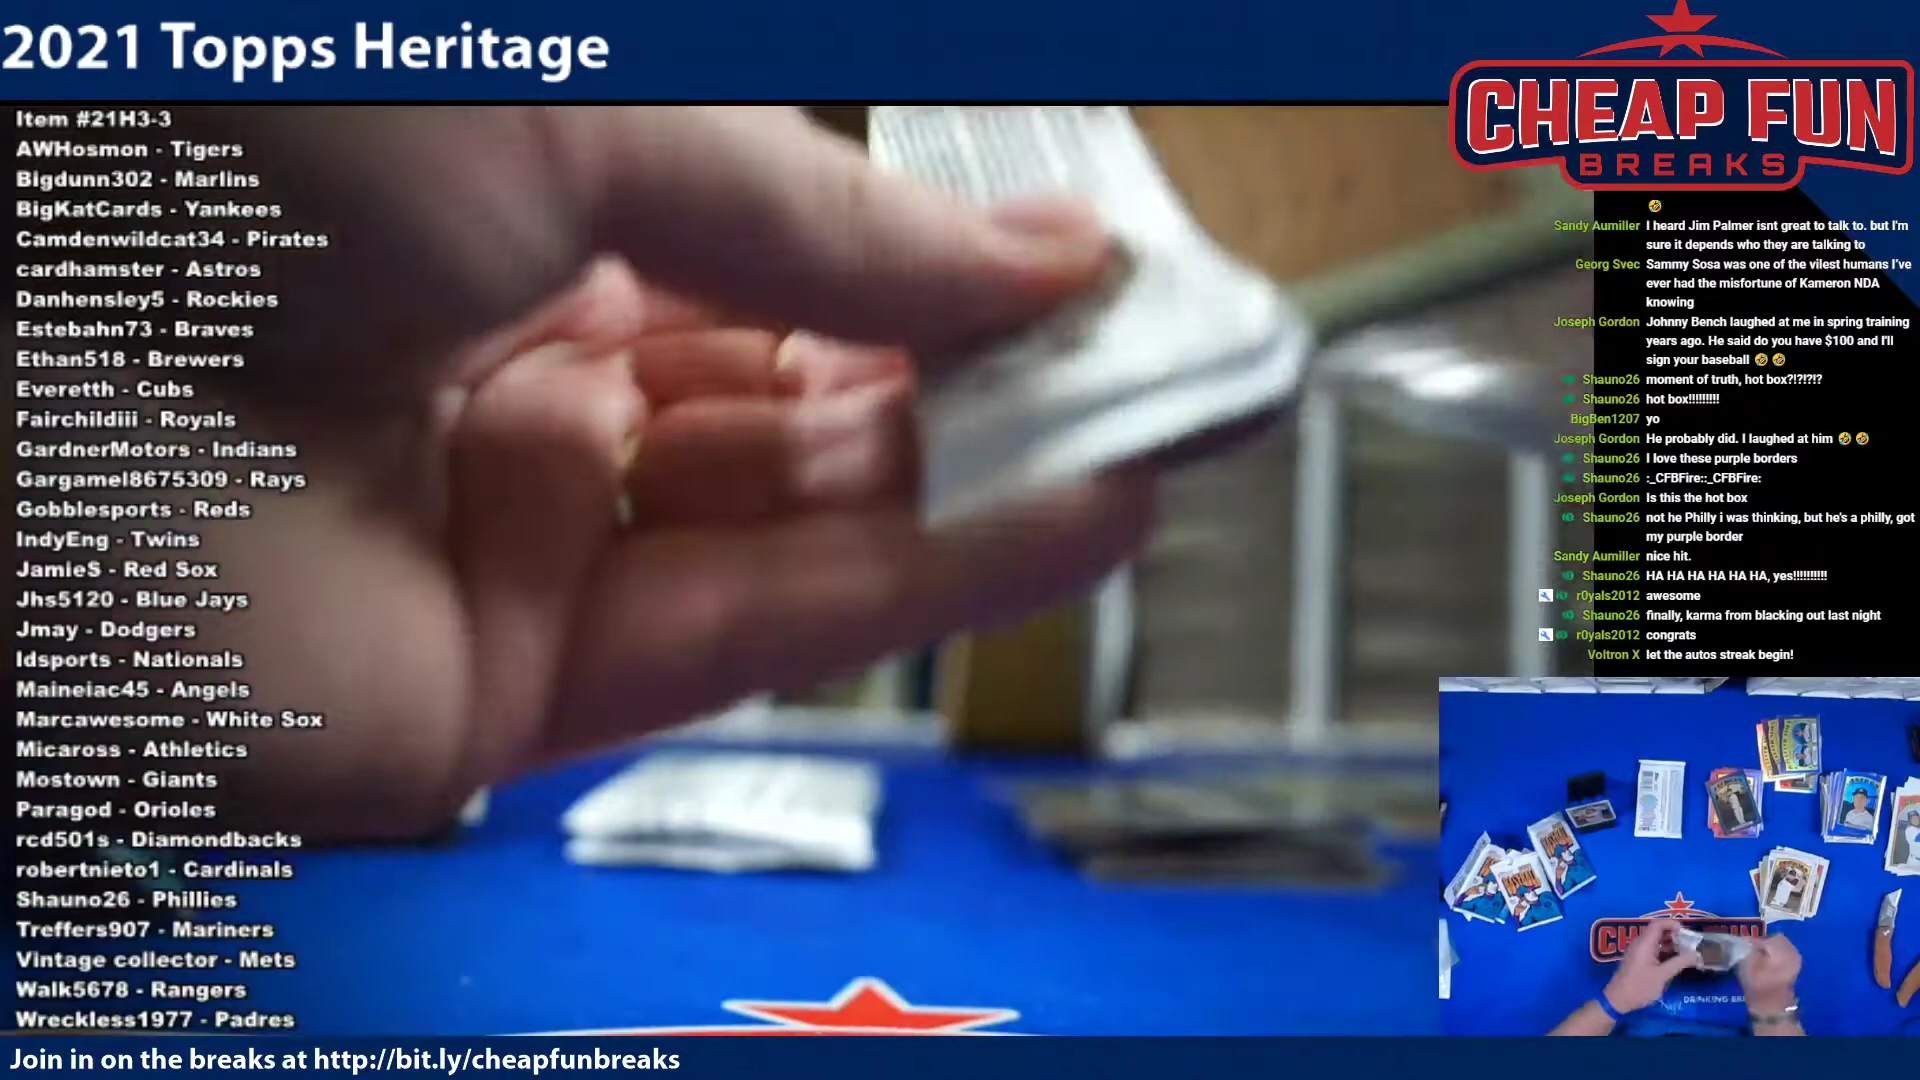 2021 Topps Heritage
CHEAP FUN
BREAKS
Item #21H3-3
AWHosmon - Tigers
Bigdunn302 - Marlins
BigKatCards - Yankees
Camdenwildcat34 - Pirates
cardhamster - Astros
Danhensley5 - Rockies
Estebahn73 - Braves
Ethan518 - Brewers
Everetth - Cubs
Fairchildiii - Royals
GardnerMotors - Indians
Gargamel8675309 - Rays
Gobblesports - Reds
IndyEng - Twins
JamieS - Red Sox
Jhs5120 - Blue Jays
Jmay - Dodgers
ldsports - Nationals
Maineiac45 - Angels
Marcawesome - White Sox
Micaross - Athletics
Mostown - Giants
Paragod - Orioles
rcd501s - Diamondbacks
robertnieto1 - Cardinals
Shauno26 - Phillies
Treffers907 - Mariners
Vintage collector - Mets
Walk5678 - Rangers
Wreckless1977 - Padres
🤣
Sandy Aumiller I heard Jim Palmer isnt great to talk to. but I'm
sure it depends who they are talking to
Georg Svec Sammy Sosa was one of the vilest humans I've
ever had the misfortune of Kameron NDA
knowing
Joseph Gordon Johnny Bench laughed at me in spring training
years ago. He said do you have $100 and I'll
sign your baseball 🤣 🤣
Shauno26 moment of truth, hot box?!?!?!?
Shauno26 hot box!!!!!!!!!
BigBen1207 yo
Joseph Gordon He probably did. I laughed at him 🤣 🤣
Shauno26 I love these purple borders
Shauno26 :_CFBFire::_CFBFire:
Joseph Gordon Is this the hot box
Shauno26 not he Philly i was thinking, but he's a philly, got
my purple border
Sandy Aumiller nice hit.
Shauno26 HA HA HA HA HA HA, yes!!!!!!!!!!
r0yals2012 awesome
Shauno26 finally, karma from blacking out last night
r0yals2012 congrats
Voltron X let the autos streak begin!
Join in on the breaks at http://bit.ly/cheapfunbreaks